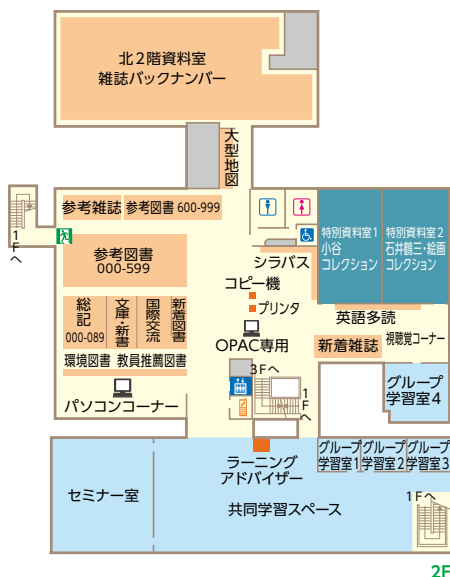 北2階資料室
雑誌バックナンバー
大型地図
参考雑誌
参考図書 600-999
1Fへ
参考図書
000-599
特別資料室1
小谷
コレクション
特別資料室2
石井鶴三・絵画
コレクション
シラバス
コピー機
プリンタ
総記
000-089
文庫・新書
国際交流
新着図書
環境図書
教員推薦図書
OPAC専用
英語多読
新着雑誌
視聴覚コーナー
パソコンコーナー
3Fへ
1Fへ
グループ
学習室4
ラーニング
アドバイザー
グループ
学習室1
グループ
学習室2
グループ
学習室3
セミナー室
共同学習スペース
1Fへ
2F